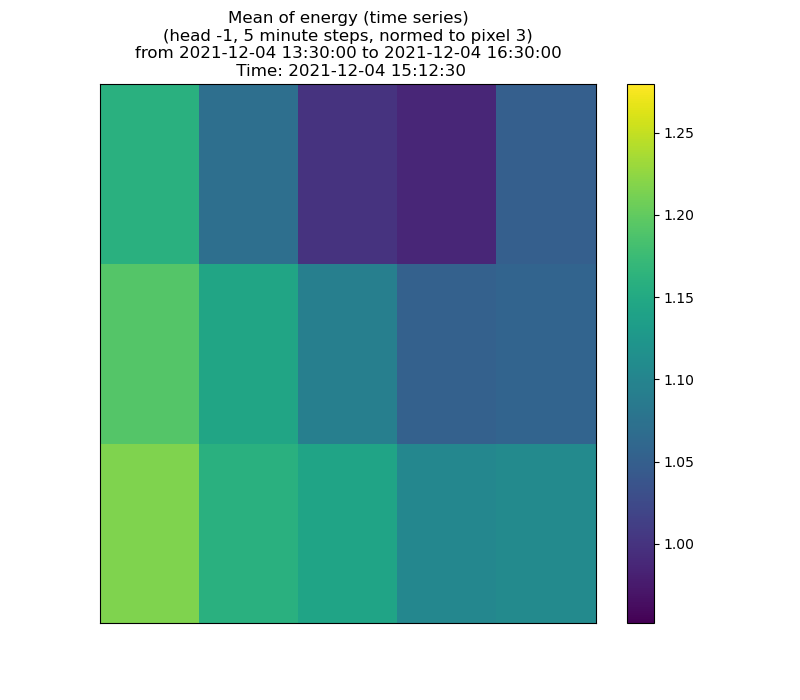 Mean of energy (time series)
(head -1, 5 minute steps, normed to pixel 3)
from 2021-12-04 13:30:00 to 2021-12-04 16:30:00
Time: 2021-12-04 15:12:30
1.25
1.20
1.15
1.10
1.05
1.00